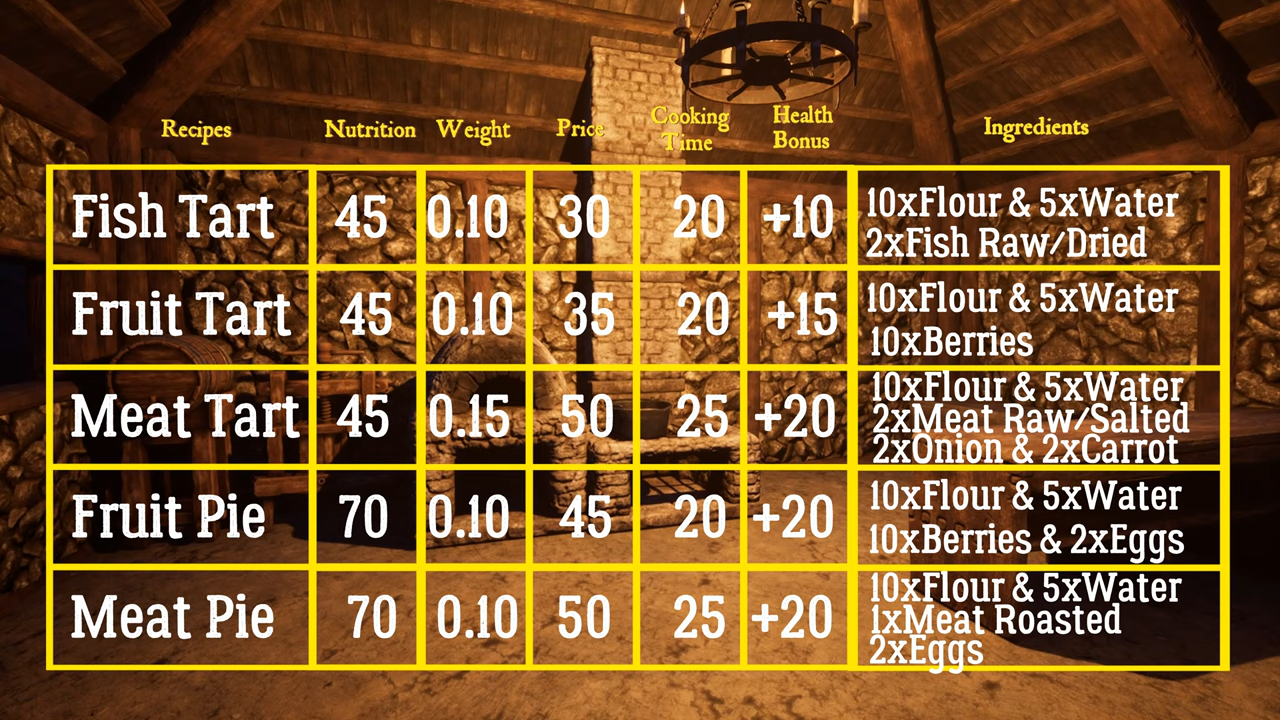 Recipes Nutrition Weight Price Cooking Time Health Bonus Ingredients
Fish Tart 45 0.10 30 20 +10 10xFlour & 5xWater
2xFish Raw/Dried
Fruit Tart 45 0.10 35 20 +15 10xFlour & 5xWater
10xBerries
Meat Tart 45 0.15 50 25 +20 10xFlour & 5xWater
2xMeat Raw/Salted
2xOnion & 2xCarrot
Fruit Pie 70 0.10 45 20 +20 10xFlour & 5xWater
10xBerries & 2xEggs
Meat Pie 70 0.10 50 25 +20 10xFlour & 5xWater
1xMeat Roasted
2xEggs